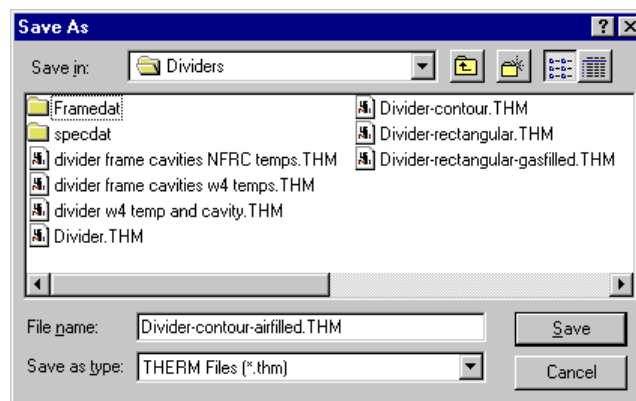 Save As
Save in: Dividers
Framedat
specdat
divider frame cavities NFRC temps.THM
divider frame cavities w4 temps.THM
divider w4 temp and cavity.THM
Divider.THM
Divider-contour.THM
Divider-rectangular.THM
Divider-rectangular-gasfilled.THM
File name: Divider-contour-airfilled.THM
Save
Save as type: THERM Files (*.thm)
Cancel